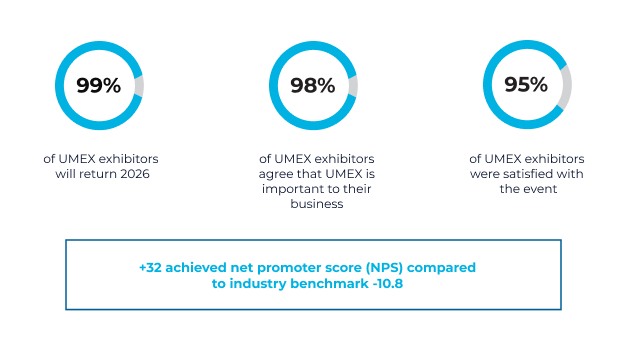 99%
of UMEX exhibitors
will return 2026
98%
of UMEX exhibitors
agree that UMEX is
important to their
business
95%
of UMEX exhibitors
were satisfied with
the event
+32 achieved net promoter score (NPS) compared
to industry benchmark -10.8